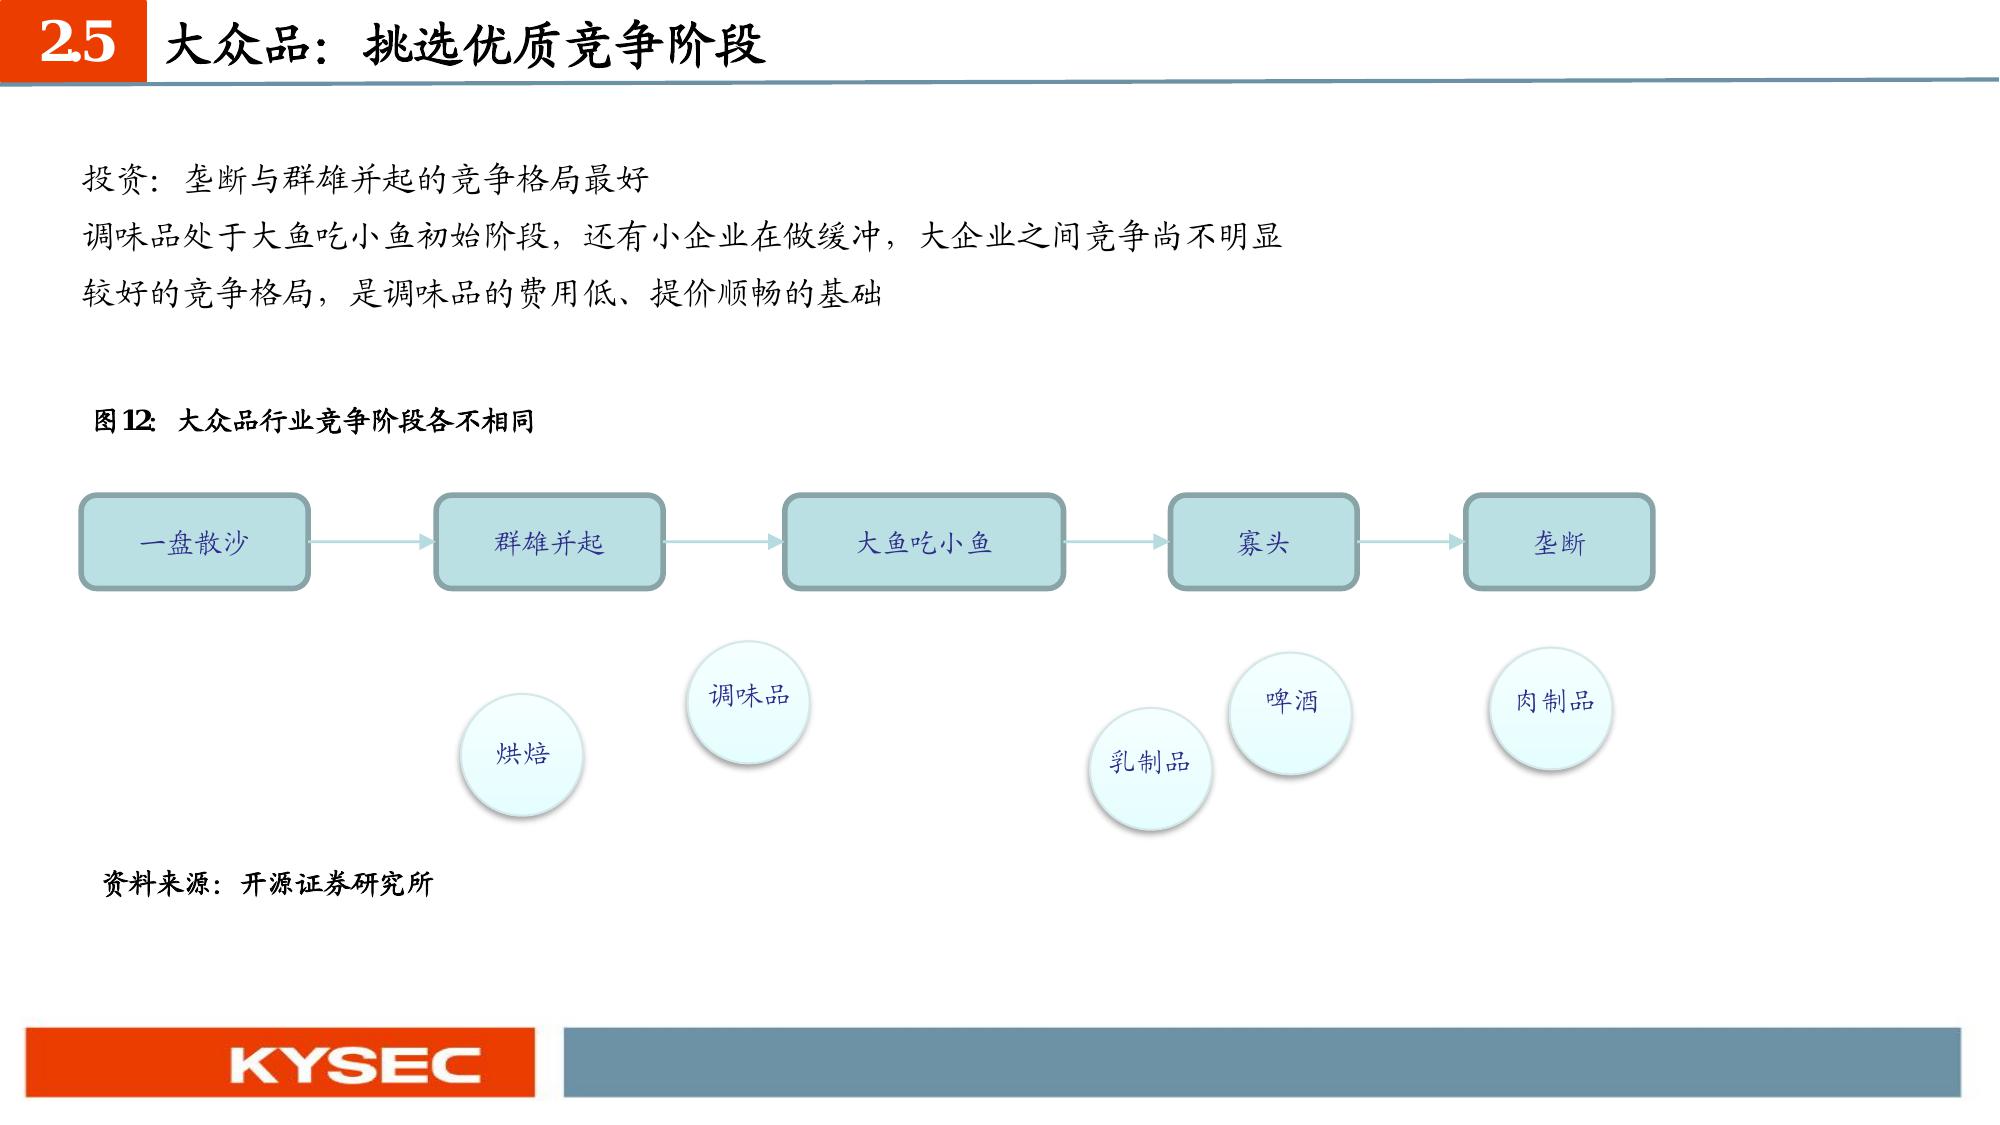 2.5 大众品：挑选优质竞争阶段
投资：垄断与群雄并起的竞争格局最好
调味品处于大鱼吃小鱼初始阶段，还有小企业在做缓冲，大企业之间竞争尚不明显
较好的竞争格局，是调味品的费用低、提价顺畅的基础
图12：大众品行业竞争阶段各不相同
一盘散沙 群雄并起 大鱼吃小鱼 寡头 垄断
烘焙 调味品 乳制品 啤酒 肉制品
资料来源：开源证券研究所
KYSEC